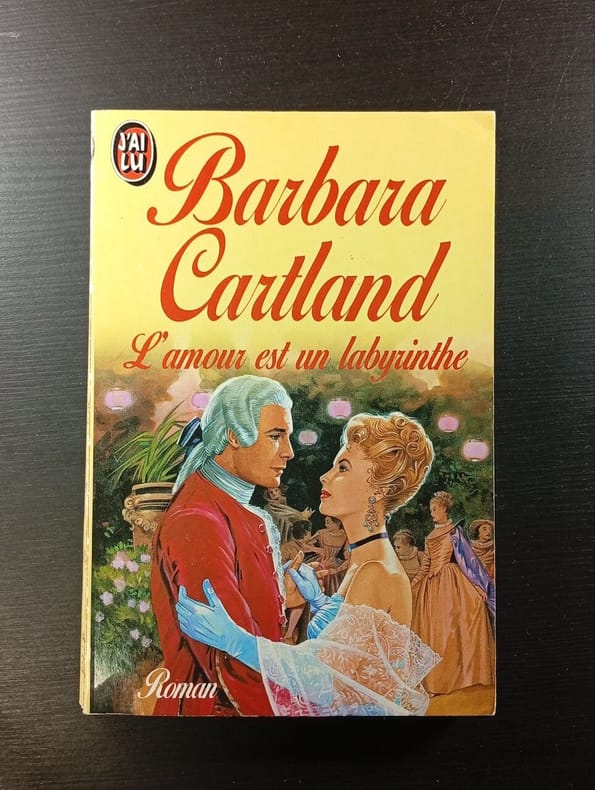 J'AI
LU
Barbara
Cartland
L'amour est un labyrinthe
Roman